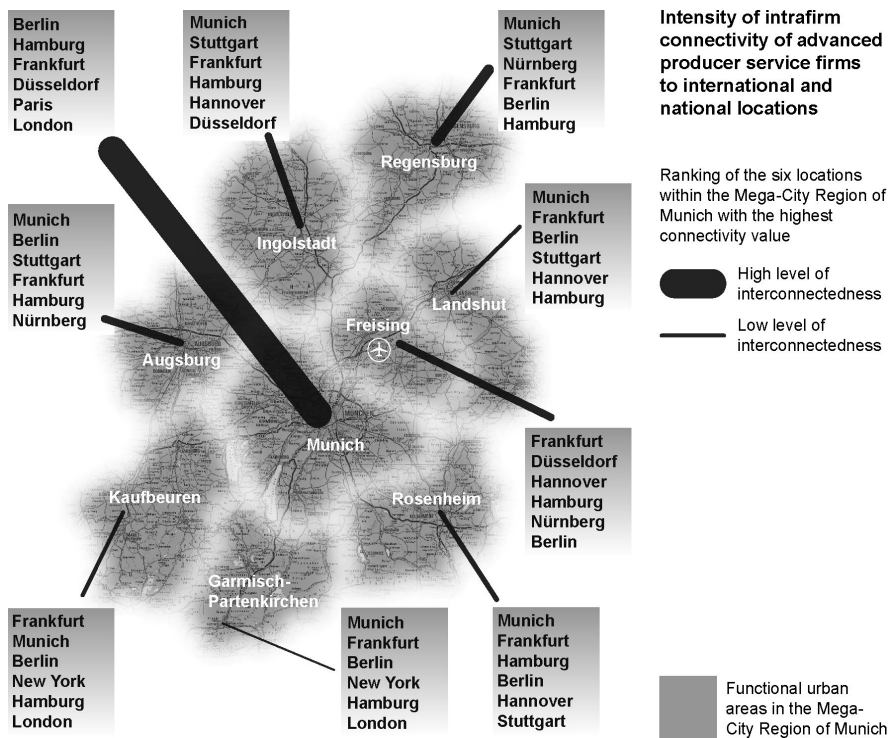 Berlin
Hamburg
Frankfurt
Düsseldorf
Paris
London
Munich
Stuttgart
Frankfurt
Hamburg
Hannover
Düsseldorf
Munich
Stuttgart
Nürnberg
Frankfurt
Berlin
Hamburg
Intensity of intrafirm
connectivity of advanced
producer service firms
to international and
national locations
Ranking of the six locations
within the Mega-City Region of
Munich with the highest
connectivity value
High level of
interconnectedness
Low level of
interconnectedness
Regensburg
Ingolstadt
Munich
Frankfurt
Berlin
Stuttgart
Hannover
Hamburg
Landshut
Munich
Berlin
Stuttgart
Frankfurt
Hamburg
Nürnberg
Freising
Augsburg
MÜNCHEN
Munich
Frankfurt
Düsseldorf
Hannover
Hamburg
Nürnberg
Berlin
Kaufbeuren
Rosenheim
Garmisch-
Partenkirchen
Frankfurt
Munich
Berlin
New York
Hamburg
London
Munich
Frankfurt
Berlin
New York
Hamburg
London
Munich
Frankfurt
Hamburg
Berlin
Hannover
Stuttgart
Functional urban
areas in the Mega-
City Region of Munich